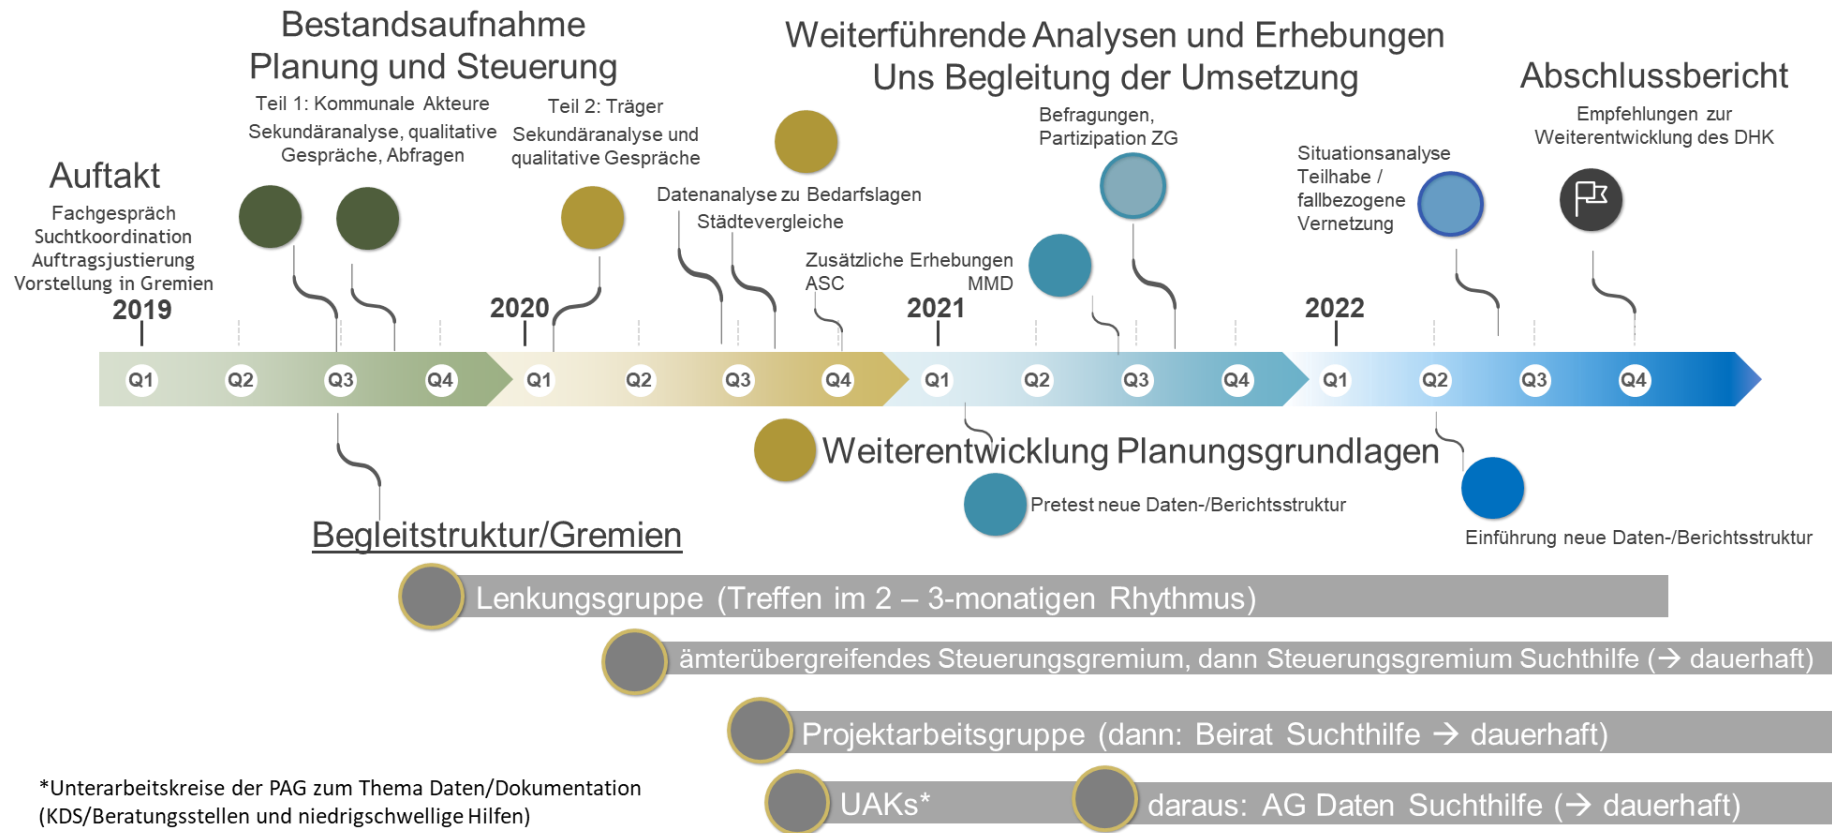 Bestandsaufnahme
Planung und Steuerung
Teil 1: Kommunale Akteure
Sekundäranalyse, qualitative
Gespräche, Abfragen
Teil 2: Träger
Sekundäranalyse und
qualitative Gespräche
Weiterführende Analysen und Erhebungen
Uns Begleitung der Umsetzung
Abschlussbericht
Empfehlungen zur
Weiterentwicklung des DHK
Auftakt
Fachgespräch
Suchtkoordination
Auftragsjustierung
Vorstellung in Gremien
Datenanalyse zu Bedarfslagen
Städtevergleiche
Zusätzliche Erhebungen
ASC MMD
Befragungen,
Partizipation ZG
Situationsanalyse
Teilhabe /
fallbezogene
Vernetzung
2019 2020 2021 2022
Q1 Q2 Q3 Q4 Q1 Q2 Q3 Q4 Q1 Q2 Q3 Q4 Q1 Q2 Q3 Q4
Weiterentwicklung Planungsgrundlagen
Pretest neue Daten-/Berichtsstruktur
Einführung neue Daten-/Berichtsstruktur
Begleitstruktur/Gremien
Lenkungsgruppe (Treffen im 2 – 3-monatigen Rhythmus)
ämterübergreifendes Steuerungsgremium, dann Steuerungsgremium Suchthilfe (→ dauerhaft)
Projektarbeitsgruppe (dann: Beirat Suchthilfe → dauerhaft)
UAKs* daraus: AG Daten Suchthilfe (→ dauerhaft)
*Unterarbeitskreise der PAG zum Thema Daten/Dokumentation
(KDS/Beratungsstellen und niedrigschwellige Hilfen)